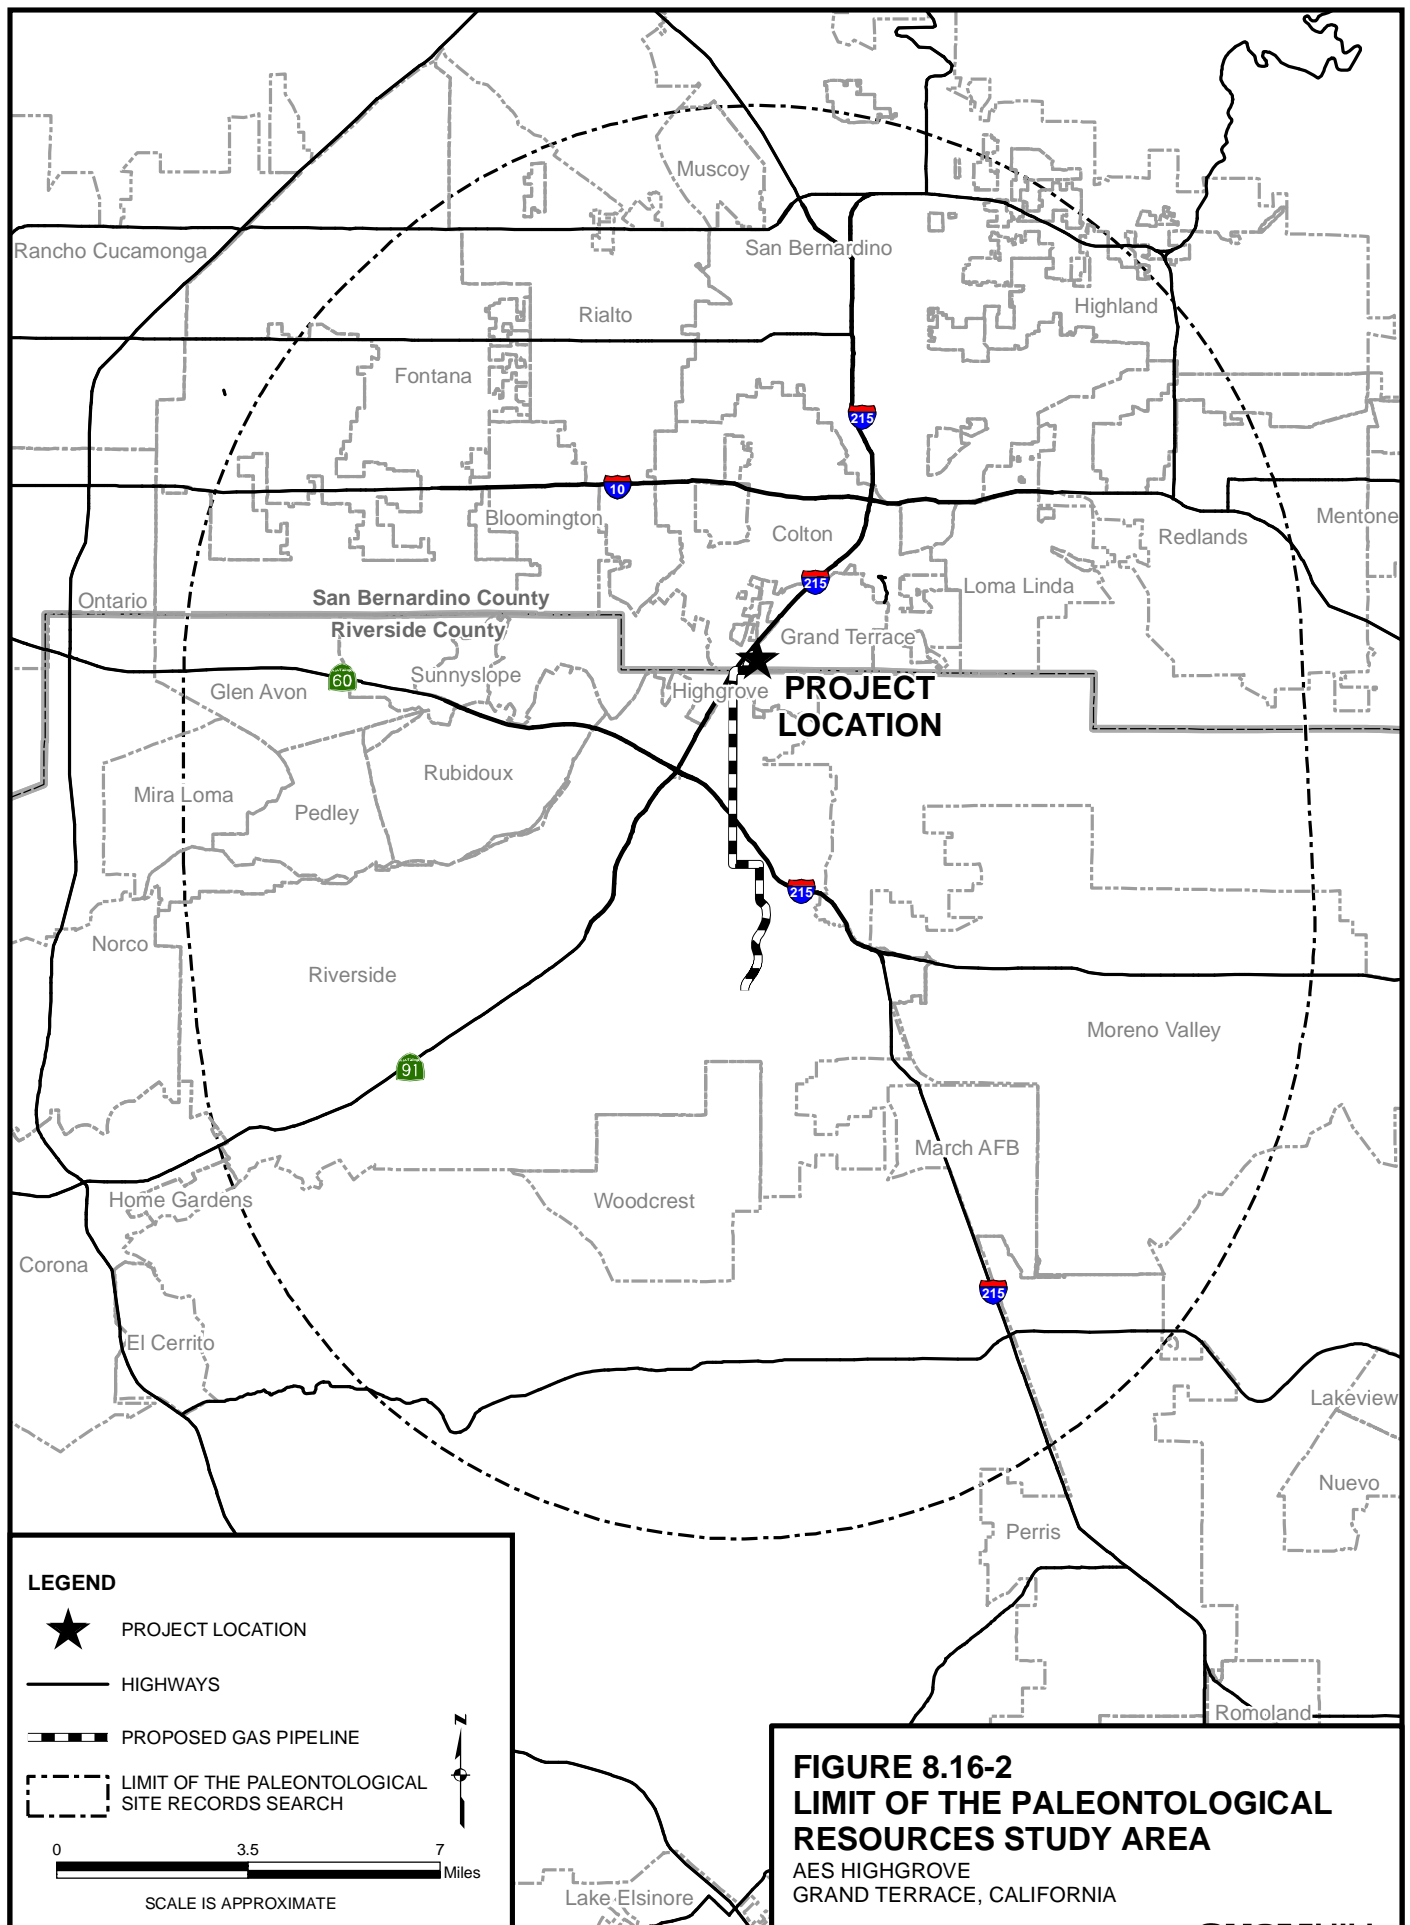 Muscoy
Rancho Cucamonga
San Bernardino
Rialto
Highland
Fontana
215
10
Bloomington
Colton
Redlands
Mentone
215
Loma Linda
Ontario
San Bernardino County
Riverside County
Grand Terrace
60
Sunnyslope
Glen Avon
Highgrove
PROJECT
LOCATION
Rubidoux
Mira Loma
Pedley
215
Norco
Riverside
Moreno Valley
91
March AFB
Home Gardens
Woodcrest
Corona
215
El Cerrito
Lakeview
Nuevo
Perris
Romoland
Lake Elsinore
LEGEND
PROJECT LOCATION
HIGHWAYS
PROPOSED GAS PIPELINE
LIMIT OF THE PALEONTOLOGICAL
SITE RECORDS SEARCH
N
0 3.5 7
Miles
SCALE IS APPROXIMATE
FIGURE 8.16-2
LIMIT OF THE PALEONTOLOGICAL
RESOURCES STUDY AREA
AES HIGHGROVE
GRAND TERRACE, CALIFORNIA